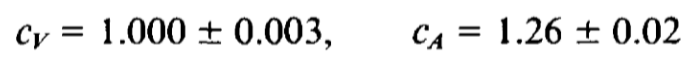 c_V = 1.000 ± 0.003, c_A = 1.26 ± 0.02